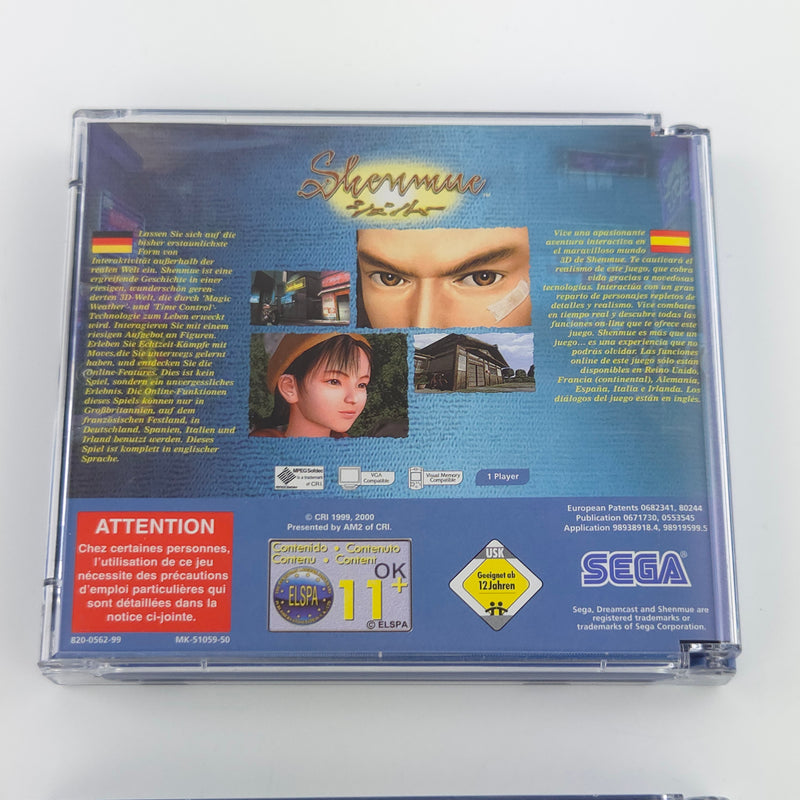 Shenmue
TM
シェンムー
Lassen Sie sich auf die
bisher erstaunlichste
Form von
Interaktivität außerhalb der
realen Welt ein. Shenmue ist eine
ergreifende Geschichte in einer
riesigen, wunderschön geren-
derten 3D-Welt, die durch 'Magic
Weather'- und 'Time Control'-
Technologie zum Leben erweckt
wird. Interagieren Sie mit einem
riesigen Aufgebot an Figuren.
Erleben Sie Echtzeit-Kämpfe mit
Moves,die Sie unterwegs gelernt
haben, und entdecken Sie die
Online-Features. Dies ist kein
Spiel, sondern ein unvergessliches
Erlebnis. Die Online-Funktionen
dieses Spiels können nur in
Großbritannien, auf dem
französischen Festland, in
Deutschland, Spanien, Italien und
Irland benutzt werden. Dieses
Spiel ist komplett in englischer
Sprache.
Vive una apasionante
aventura interactiva en
el maravilloso mundo
3D de Shenmue. Te cautivará el
realismo de este juego, que cobra
vida gracias a novedosas
tecnologías. Interactúa con un gran
reparto de personajes repletos de
detalles y realismo. Vive combates
en tiempo real y descubre todas las
funciones on-line que te ofrece este
juego. Shenmue es más que un
juego... es una experiencia que no
podrás olvidar. Las funciones
online de este juego sólo están
disponibles en Reino Unido,
Francia (continental), Alemania,
España, Italia e Irlanda. Los
diálogos del juego están en inglés.
MPEG Sofdec
is a trademark
of CRI.
VGA
Compatible
Visual Memory
Compatible
1 Player
© CRI 1999, 2000
Presented by AM2 of CRI.
European Patents 0682341, 80244
Publication 0671730, 0553545
Application 98938918.4, 98919599.5
ATTENTION
Chez certaines personnes,
l'utilisation de ce jeu
nécessite des précautions
d'emploi particulières qui
sont détaillées dans la
notice ci-jointe.
820-0562-99 MK-51059-50
Contenido • Contenuto
Contenu • Content
OK
ELSPA
11+
© ELSPA
USK
Geeignet ab
12 Jahren
SEGA®
Sega, Dreamcast and Shenmue are
registered trademarks or
trademarks of Sega Corporation.